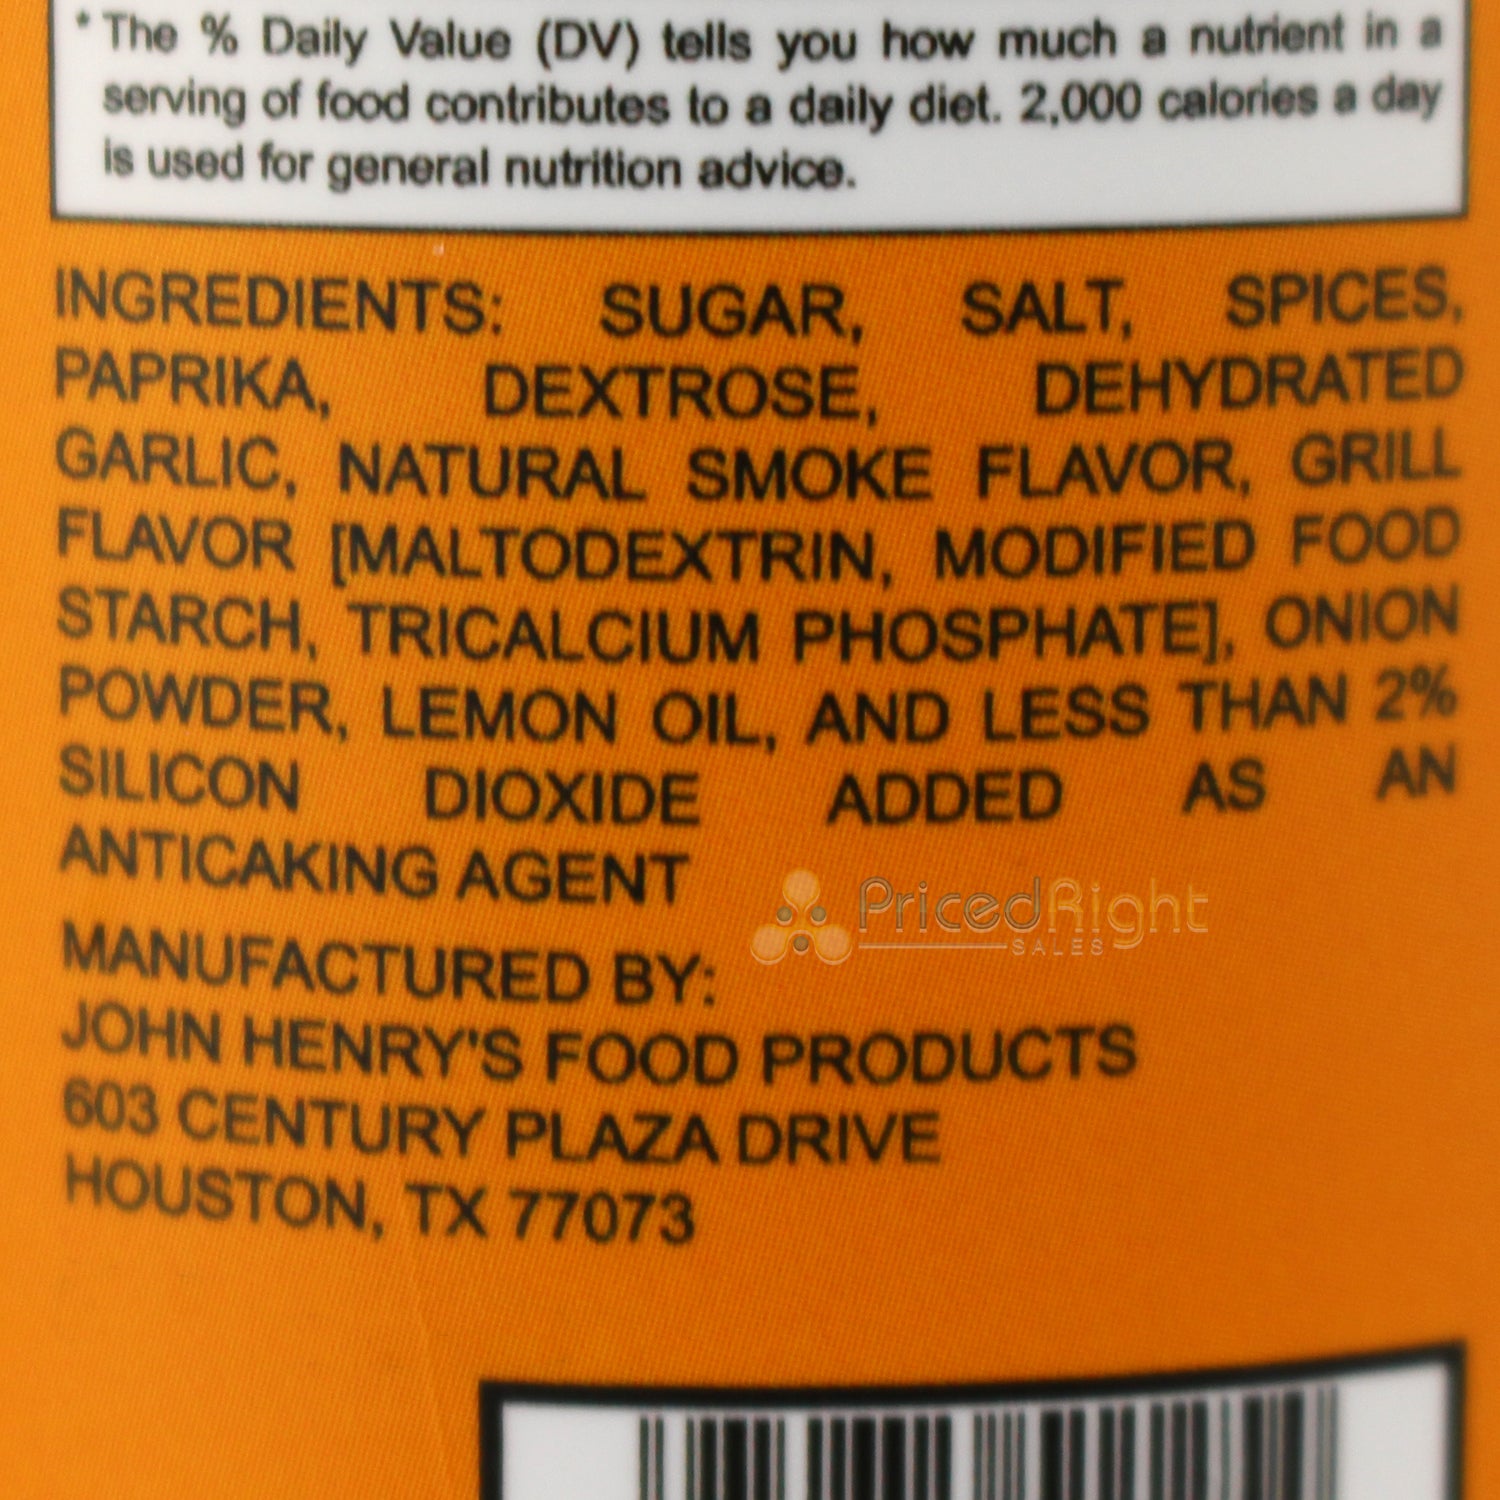 * The % Daily Value (DV) tells you how much a nutrient in a
serving of food contributes to a daily diet. 2,000 calories a day
is used for general nutrition advice.
INGREDIENTS: SUGAR, SALT, SPICES,
PAPRIKA, DEXTROSE, DEHYDRATED
GARLIC, NATURAL SMOKE FLAVOR, GRILL
FLAVOR [MALTODEXTRIN, MODIFIED FOOD
STARCH, TRICALCIUM PHOSPHATE], ONION
POWDER, LEMON OIL, AND LESS THAN 2%
SILICON DIOXIDE ADDED AS AN
ANTICAKING AGENT
PricedRight
SALES
MANUFACTURED BY:
JOHN HENRY'S FOOD PRODUCTS
603 CENTURY PLAZA DRIVE
HOUSTON, TX 77073